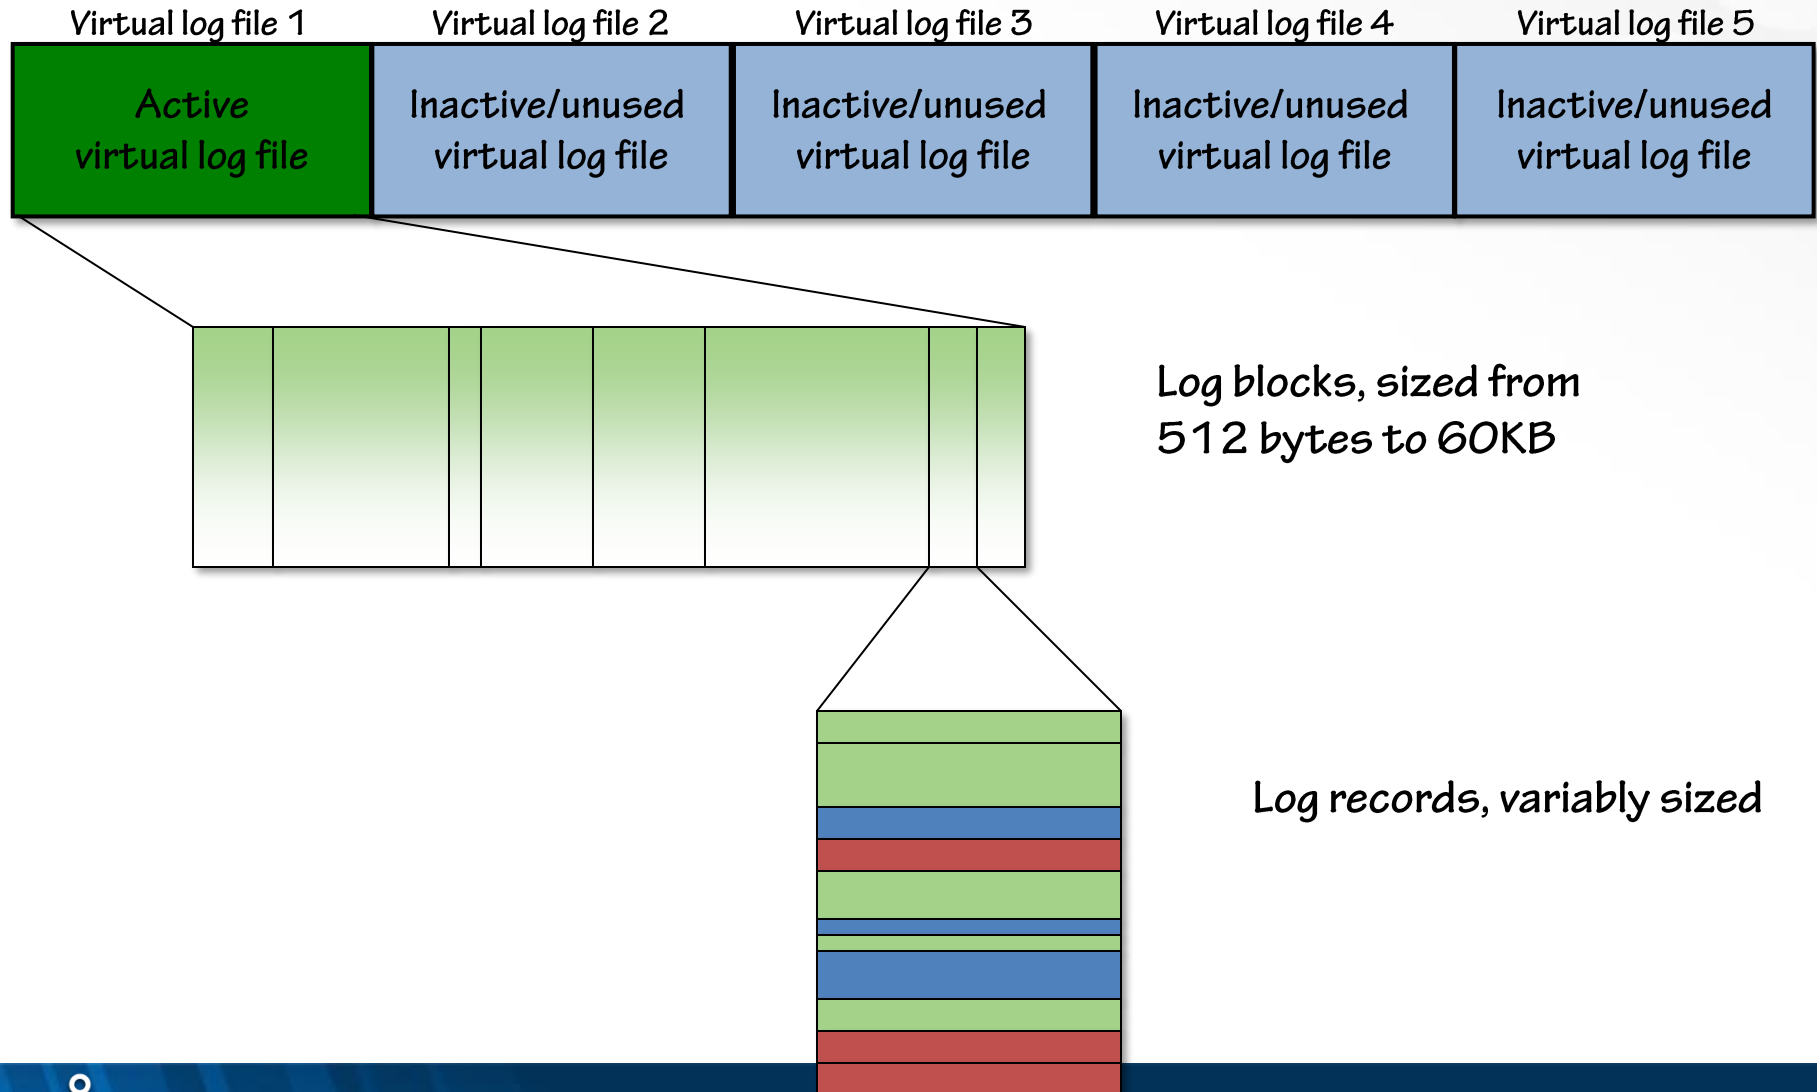 Virtual log file 1
Virtual log file 2
Virtual log file 3
Virtual log file 4
Virtual log file 5
Active
virtual log file
Inactive/unused
virtual log file
Inactive/unused
virtual log file
Inactive/unused
virtual log file
Inactive/unused
virtual log file
Log blocks, sized from
512 bytes to 60KB
Log records, variably sized